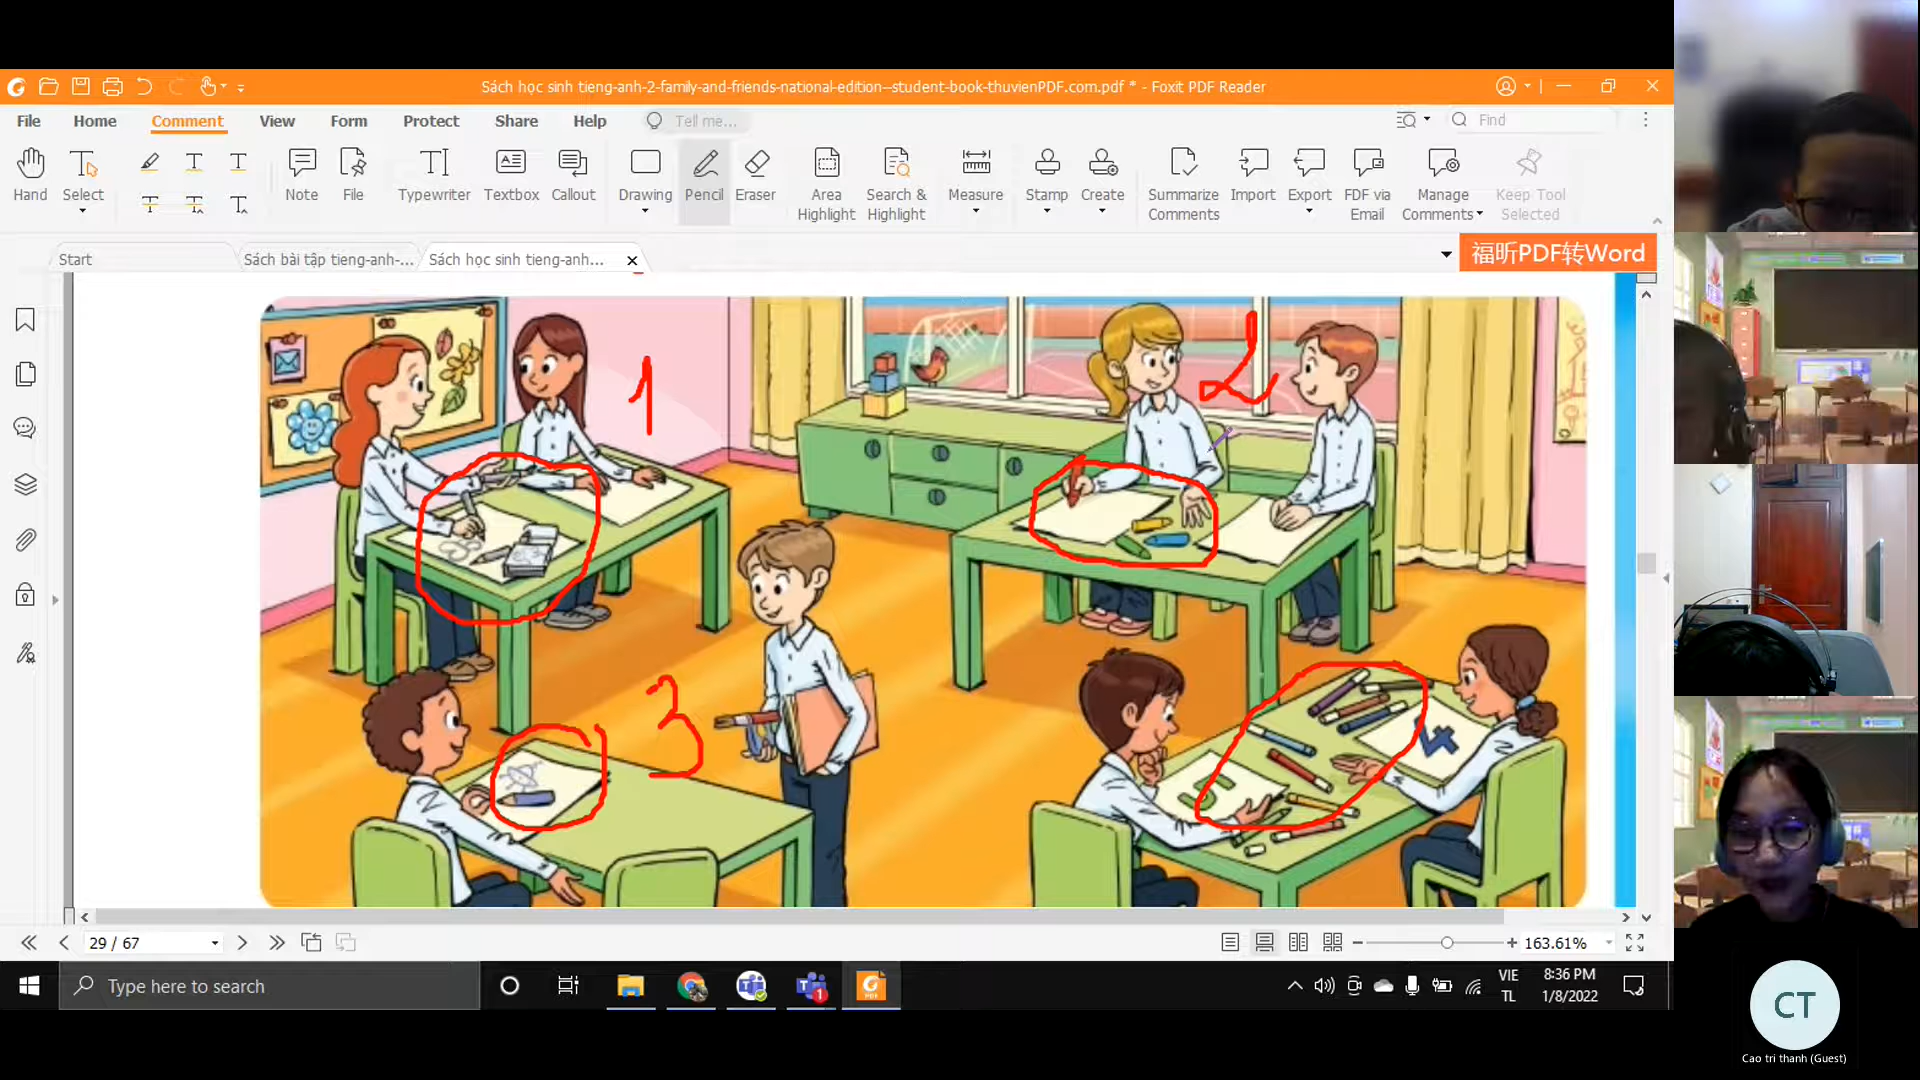 Sách học sinh tieng-anh-2-family-and-friends-national-edition--student-book-thuvienPDF.com.pdf * - Foxit PDF Reader
File Home Comment View Form Protect Share Help Tell me... Find
Hand Select Note File Typewriter Textbox Callout Drawing Pencil Eraser Area Highlight Search & Highlight Measure Stamp Create Summarize Comments Import Export FDF via Email Manage Comments Keep Tool Selected
Start Sách bài tập tieng-anh-... Sách học sinh tieng-anh... 福昕PDF转Word
1
2
3
4
5
29 / 67 163.61%
Type here to search
1
VIE
TL
8:36 PM
1/8/2022
CT
Cao tri thanh (Guest)